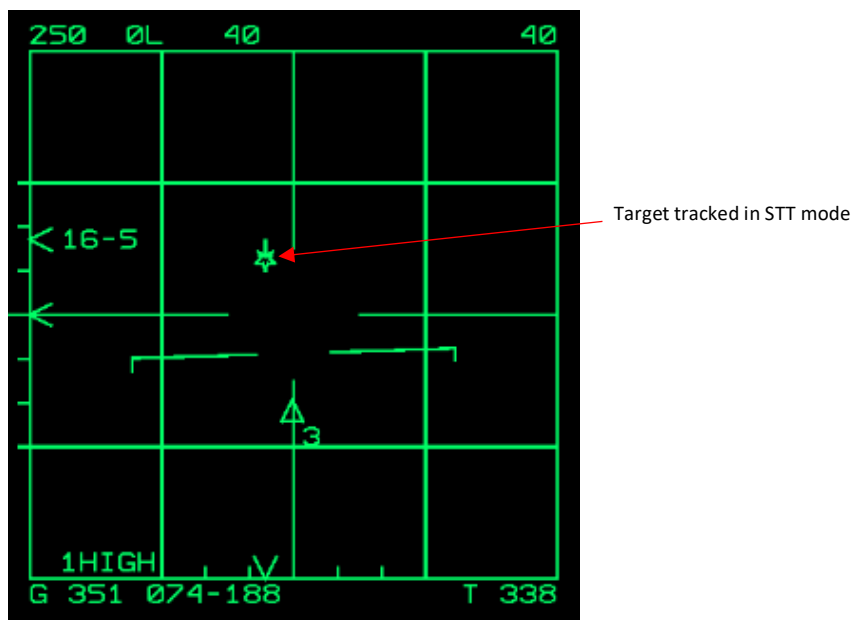 250 0L 40 40
Target tracked in STT mode
16-5
3
1HIGH
G 351 074-188 T 338